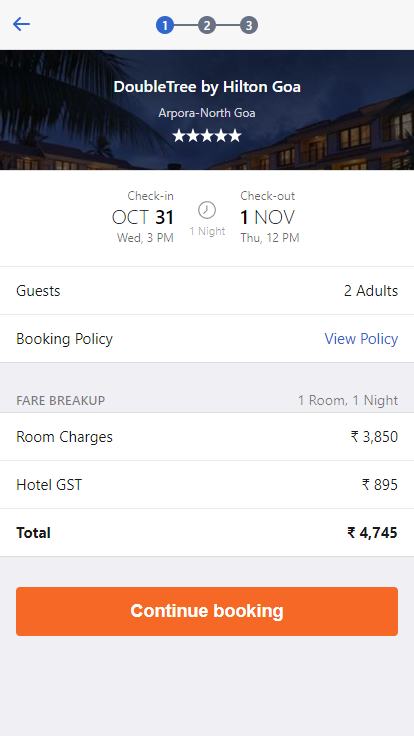 1 2 3
DoubleTree by Hilton Goa
Arpora-North Goa
Check-in
OCT 31
Wed, 3 PM
1 Night
Check-out
1 NOV
Thu, 12 PM
Guests 2 Adults
Booking Policy View Policy
FARE BREAKUP 1 Room, 1 Night
Room Charges ₹ 3,850
Hotel GST ₹ 895
Total ₹ 4,745
Continue booking